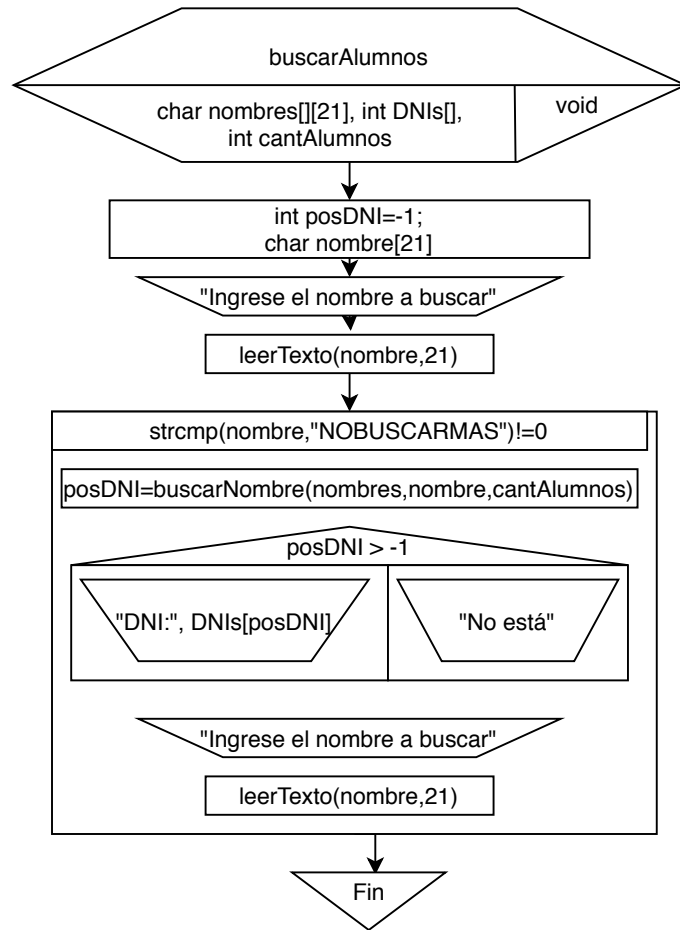 buscarAlumnos
char nombres[][21], int DNIs[],
int cantAlumnos
void
int posDNI=-1;
char nombre[21]
"Ingrese el nombre a buscar"
leerTexto(nombre,21)
strcmp(nombre,"NOBUSCARMAS")!=0
posDNI=buscarNombre(nombres,nombre,cantAlumnos)
posDNI > -1
"DNI:", DNIs[posDNI]
"No está"
"Ingrese el nombre a buscar"
leerTexto(nombre,21)
Fin